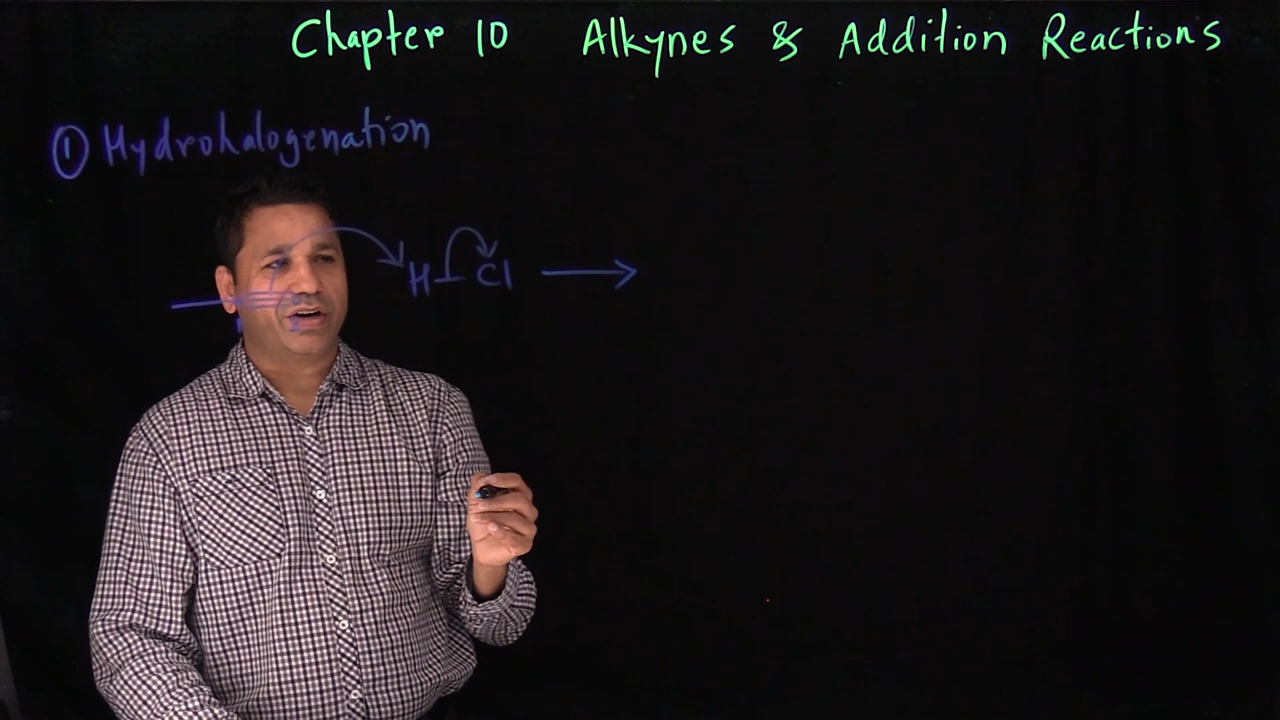 Chapter 10 Alkynes & Addition Reactions
① Hydrohalogenation
H–Cl